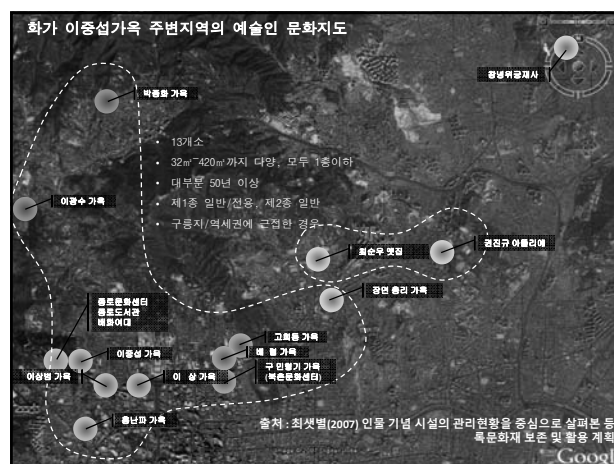 화가 이중섭가옥 주변지역의 예술인 문화지도
창녕위궁재사
박종화 가옥
• 13개소
• 32㎡~420㎡까지 다양, 모두 1층이하
• 대부분 50년 이상
• 제1종 일반/전용, 제2종 일반
• 구릉지/역세권에 근접한 경우
이광수 가옥
최순우 옛집
권진규 아틀리에
장면 총리 가옥
종로문화센터
종로도서관
배화여대
고희동 가옥
이중섭 가옥
배 렴 가옥
이상범 가옥
이 상 가옥
구 민형기 가옥
(북촌문화센터)
홍난파 가옥
출처 : 최샛별(2007) 인물 기념 시설의 관리현황을 중심으로 살펴본 등
록문화재 보존 및 활용 계획
Google